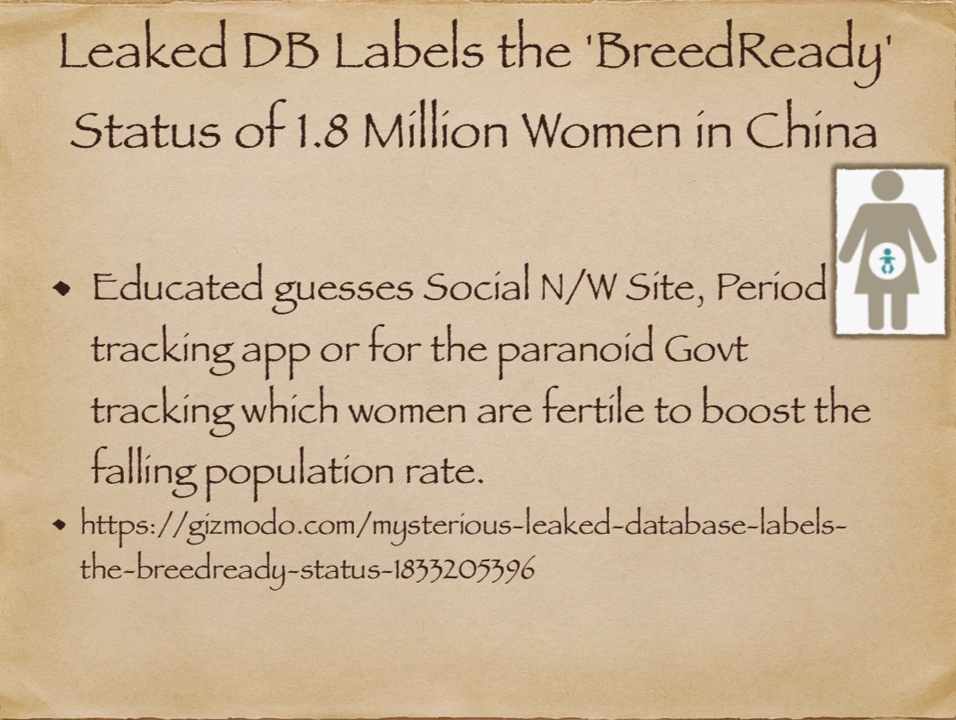 Leaked DB Labels the 'BreedReady'
Status of 1.8 Million Women in China
Educated guesses Social N/W Site, Period
tracking app or for the paranoid Govt
tracking which women are fertile to boost the
falling population rate.
https://gizmodo.com/mysterious-leaked-database-labels-
the-breedready-status-1833205396